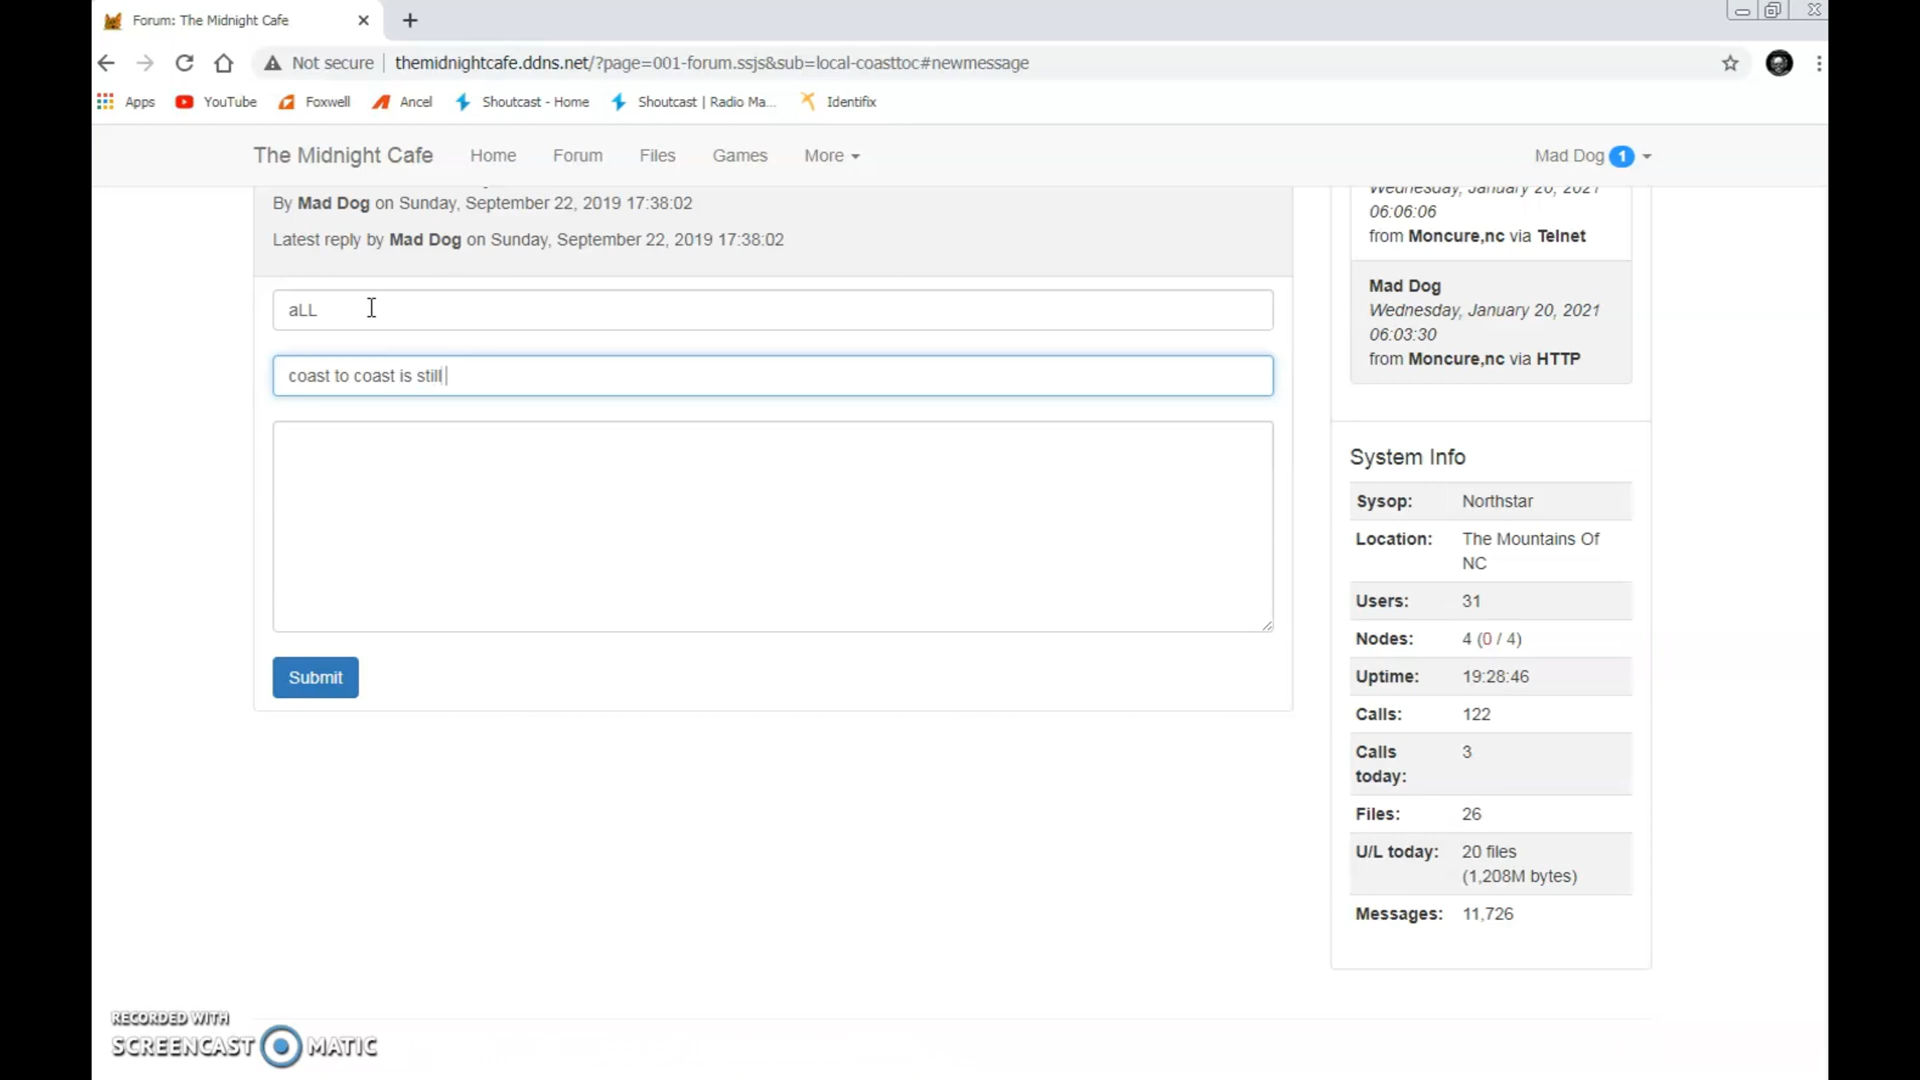 Forum: The Midnight Cafe
Not secure
themidnightcafe.ddns.net/?page=001-forum.ssjs&sub=local-coasttoc#newmessage
Apps
YouTube
Foxwell
Ancel
Shoutcast - Home
Shoutcast | Radio Ma...
Identifix
The Midnight Cafe
Home
Forum
Files
Games
More
Mad Dog 1
By Mad Dog on Sunday, September 22, 2019 17:38:02
Latest reply by Mad Dog on Sunday, September 22, 2019 17:38:02
aLL
coast to coast is still
Submit
Wednesday, January 20, 2021
06:06:06
from Moncure,nc via Telnet
Mad Dog
Wednesday, January 20, 2021
06:03:30
from Moncure,nc via HTTP
System Info
Sysop: Northstar
Location: The Mountains Of
NC
Users: 31
Nodes: 4 (0 / 4)
Uptime: 19:28:46
Calls: 122
Calls 3
today:
Files: 26
U/L today: 20 files
(1,208M bytes)
Messages: 11,726
RECORDED WITH
SCREENCAST MATIC